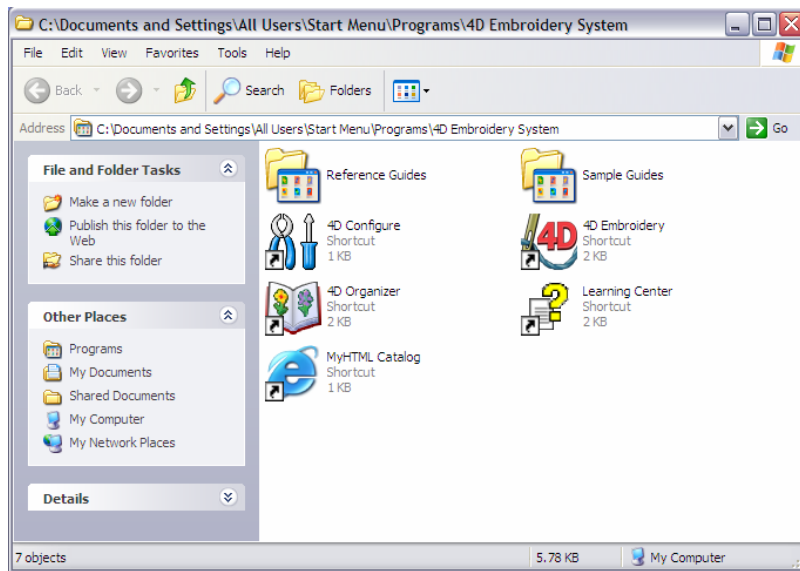 C:\Documents and Settings\All Users\Start Menu\Programs\4D Embroidery System
File Edit View Favorites Tools Help
Back Search Folders
Address C:\Documents and Settings\All Users\Start Menu\Programs\4D Embroidery System Go
File and Folder Tasks
Make a new folder
Publish this folder to the
Web
Share this folder
Other Places
Programs
My Documents
Shared Documents
My Computer
My Network Places
Details
Reference Guides
Sample Guides
4D Configure
Shortcut
1 KB
4D
4D Embroidery
Shortcut
2 KB
4D Organizer
Shortcut
2 KB
Learning Center
Shortcut
2 KB
MyHTML Catalog
Shortcut
1 KB
7 objects 5.78 KB My Computer